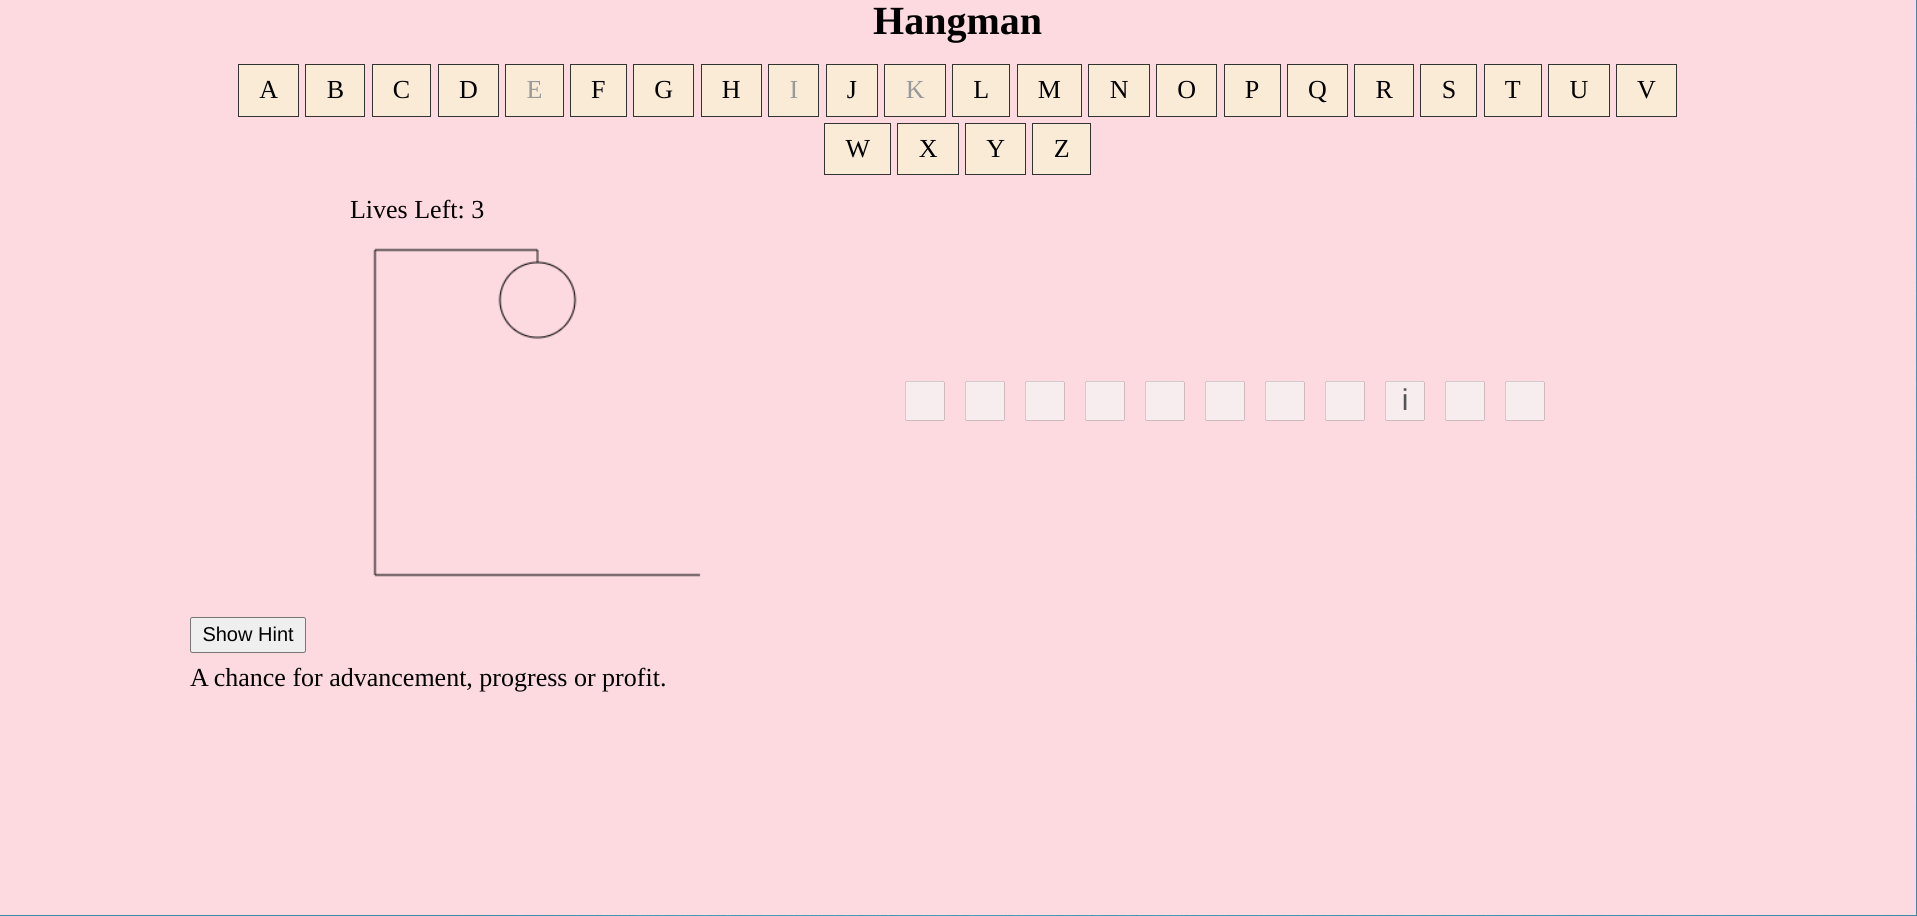 Hangman
A B C D E F G H I J K L M N O P Q R S T U V
W X Y Z
Lives Left: 3
i
Show Hint
A chance for advancement, progress or profit.